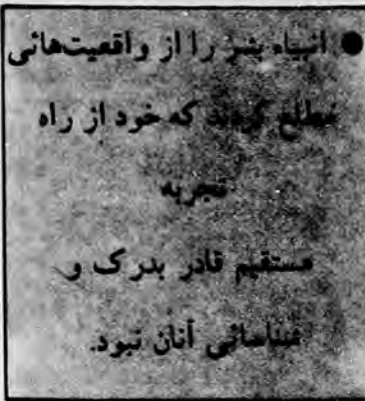 ● انبیاء بشر را از واقعیت‌هائی
مطلع کردند که خود از راه
تجربه
مستقیم قادر بدرک و
شناسائی آنان نبود.